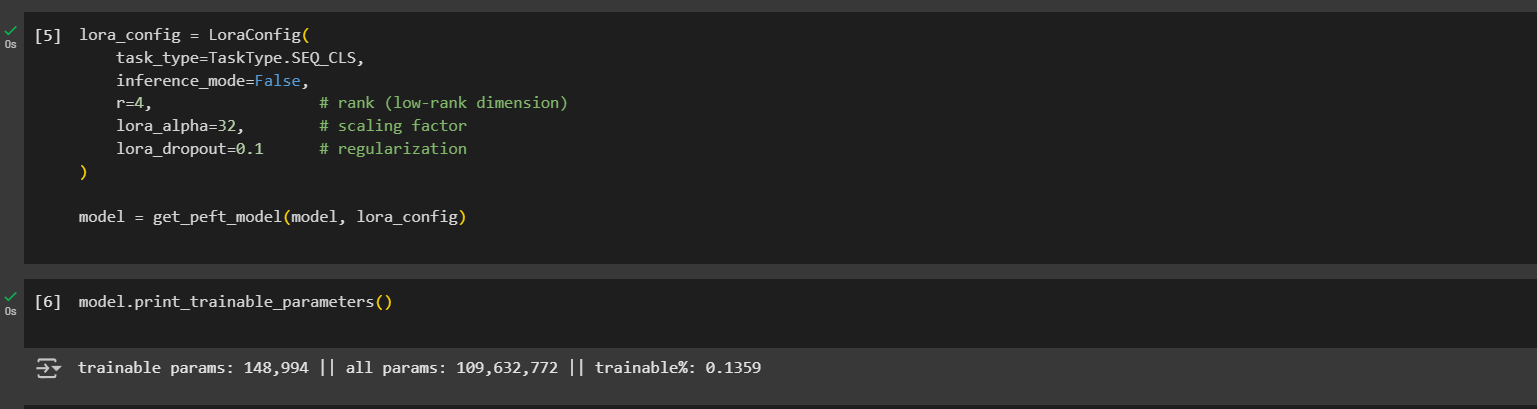 [5] lora_config = LoraConfig(
    task_type=TaskType.SEQ_CLS,
    inference_mode=False,
    r=4,                  # rank (low-rank dimension)
    lora_alpha=32,        # scaling factor
    lora_dropout=0.1      # regularization
)
0s
model = get_peft_model(model, lora_config)
[6] model.print_trainable_parameters()
0s
trainable params: 148,994 || all params: 109,632,772 || trainable%: 0.1359